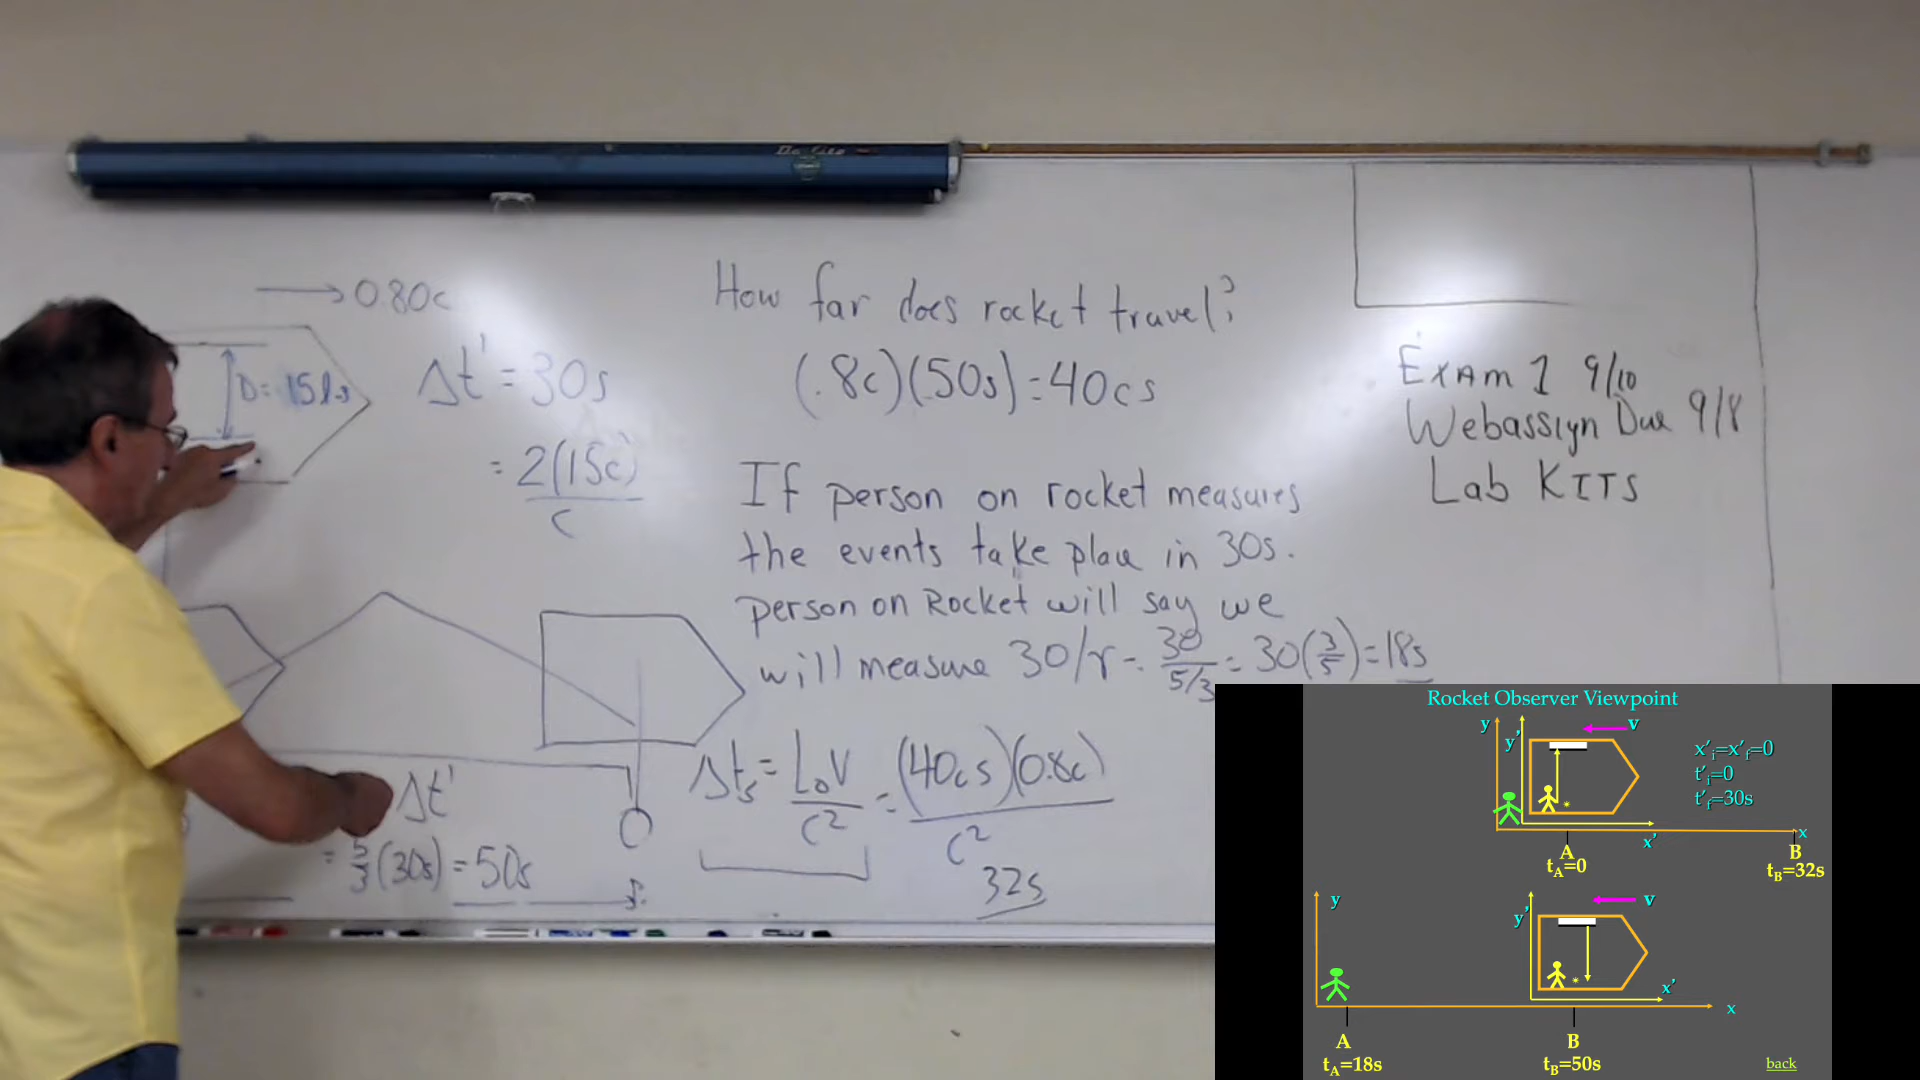 Da-Lite
→ 0.80c
D = 15 l·s
Δt' = 30s
= 2(15c)
c
How far does rocket travel?
(.8c)(50s) = 40cs
If person on rocket measures
the events take place in 30s.
person on Rocket will say we
will measure 30/γ = 30 / 5/3 = 30(3/5) = 18s
Δt'
= 5/3 (30s) = 50s
Δts = L₀V / c² = (40cs)(0.8c) / c²
32s
Exam 1 9/10
Webassign Due 9/8
Lab KITS
Rocket Observer Viewpoint
y
y'
v
x'i=x'f=0
t'i=0
t'f=30s
x'
x
A
tA=0
B
tB=32s
y
y'
v
x'
x
A
tA=18s
B
tB=50s
back